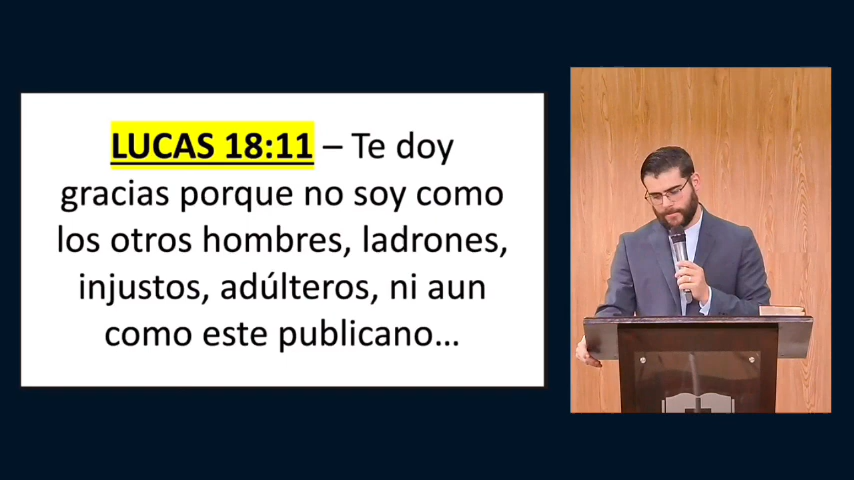 LUCAS 18:11 – Te doy
gracias porque no soy como
los otros hombres, ladrones,
injustos, adúlteros, ni aun
como este publicano...